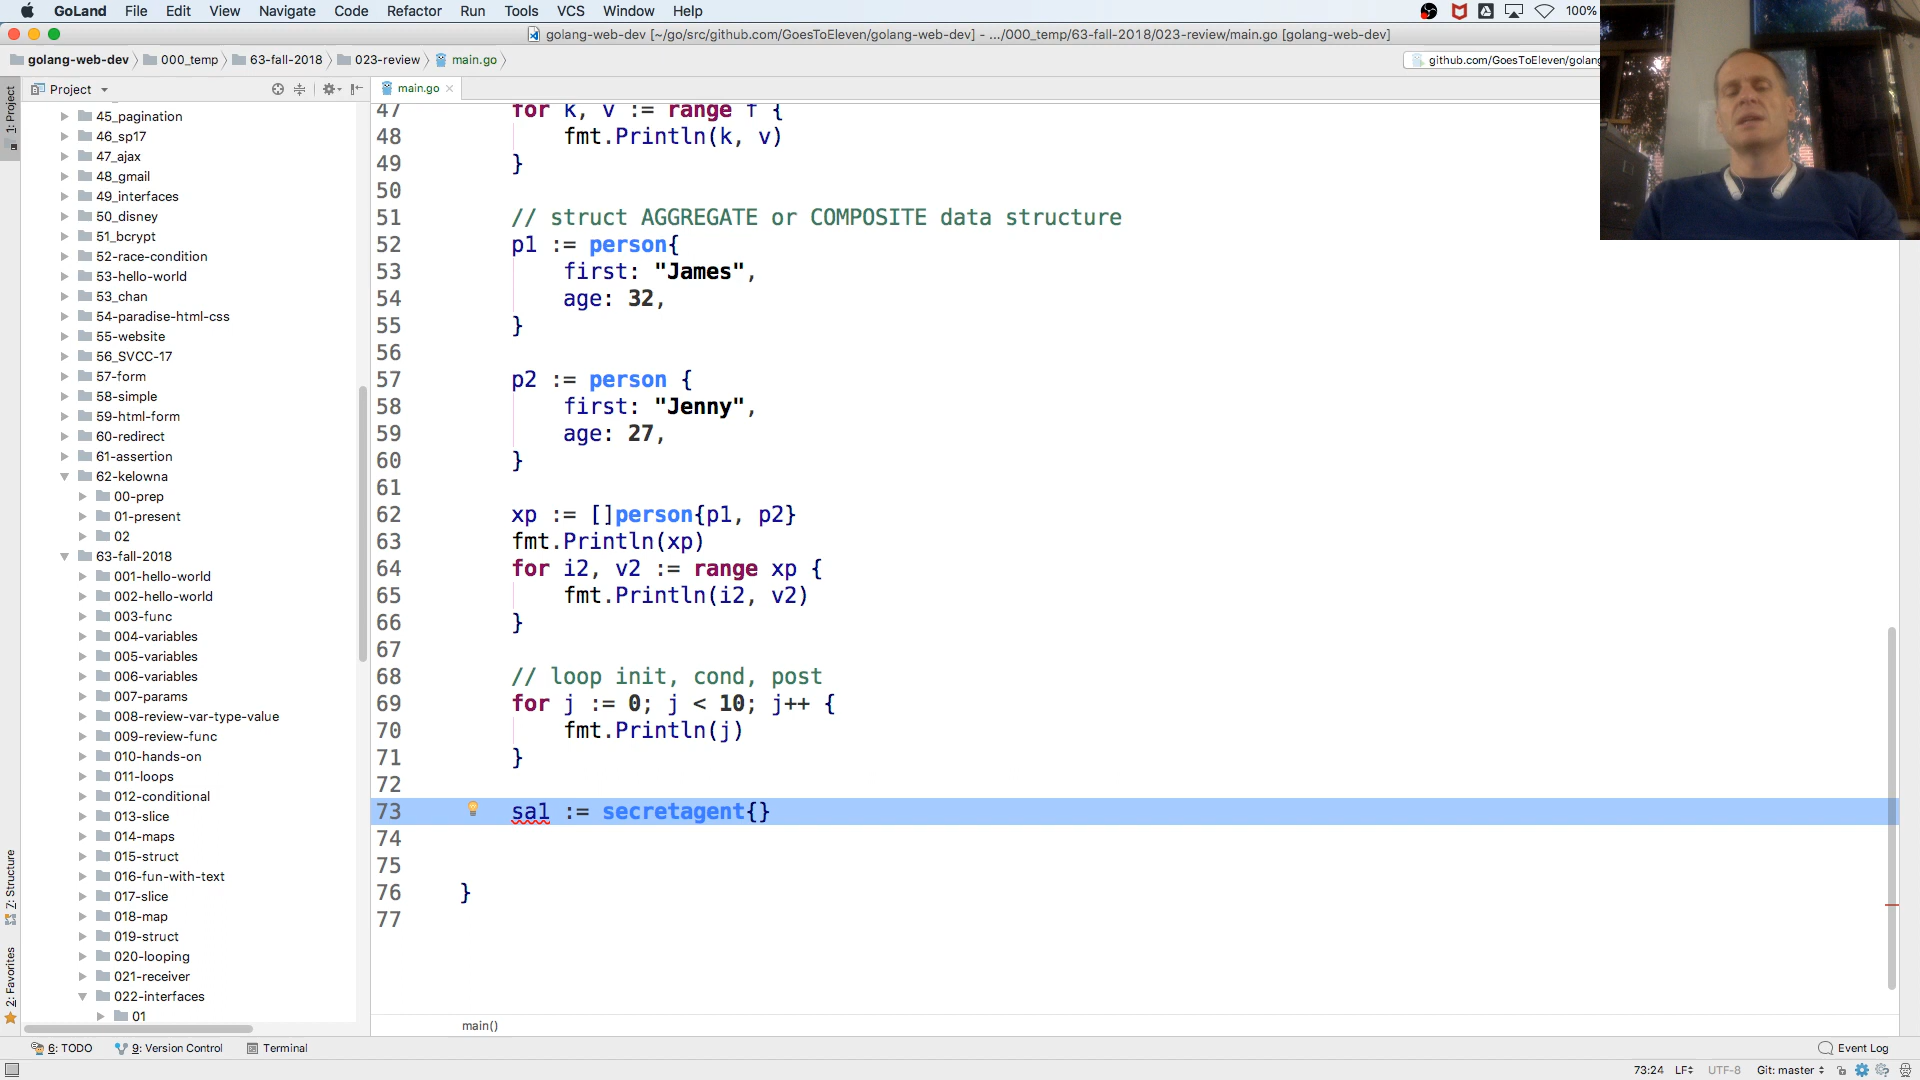 GoLand File Edit View Navigate Code Refactor Run Tools VCS Window Help 100%
golang-web-dev [~/go/src/github.com/GoesToEleven/golang-web-dev] - .../000_temp/63-fall-2018/023-review/main.go [golang-web-dev]
golang-web-dev 000_temp 63-fall-2018 023-review main.go github.com/GoesToEleven/golang
Project main.go
1: Project
45_pagination
46_sp17
47_ajax
48_gmail
49_interfaces
50_disney
51_bcrypt
52-race-condition
53-hello-world
53_chan
54-paradise-html-css
55-website
56_SVCC-17
57-form
58-simple
59-html-form
60-redirect
61-assertion
62-kelowna
00-prep
01-present
02
63-fall-2018
001-hello-world
002-hello-world
003-func
004-variables
005-variables
006-variables
007-params
008-review-var-type-value
009-review-func
010-hands-on
011-loops
012-conditional
013-slice
014-maps
015-struct
016-fun-with-text
017-slice
018-map
019-struct
020-looping
021-receiver
022-interfaces
01
7: Structure
2: Favorites
47 for k, v := range f {
48 fmt.Println(k, v)
49 }
50
51 // struct AGGREGATE or COMPOSITE data structure
52 p1 := person{
53 first: "James",
54 age: 32,
55 }
56
57 p2 := person {
58 first: "Jenny",
59 age: 27,
60 }
61
62 xp := []person{p1, p2}
63 fmt.Println(xp)
64 for i2, v2 := range xp {
65 fmt.Println(i2, v2)
66 }
67
68 // loop init, cond, post
69 for j := 0; j < 10; j++ {
70 fmt.Println(j)
71 }
72
73 sa1 := secretagent{}
74
75
76 }
77
main()
6: TODO 9: Version Control Terminal Event Log
73:24 LF UTF-8 Git: master